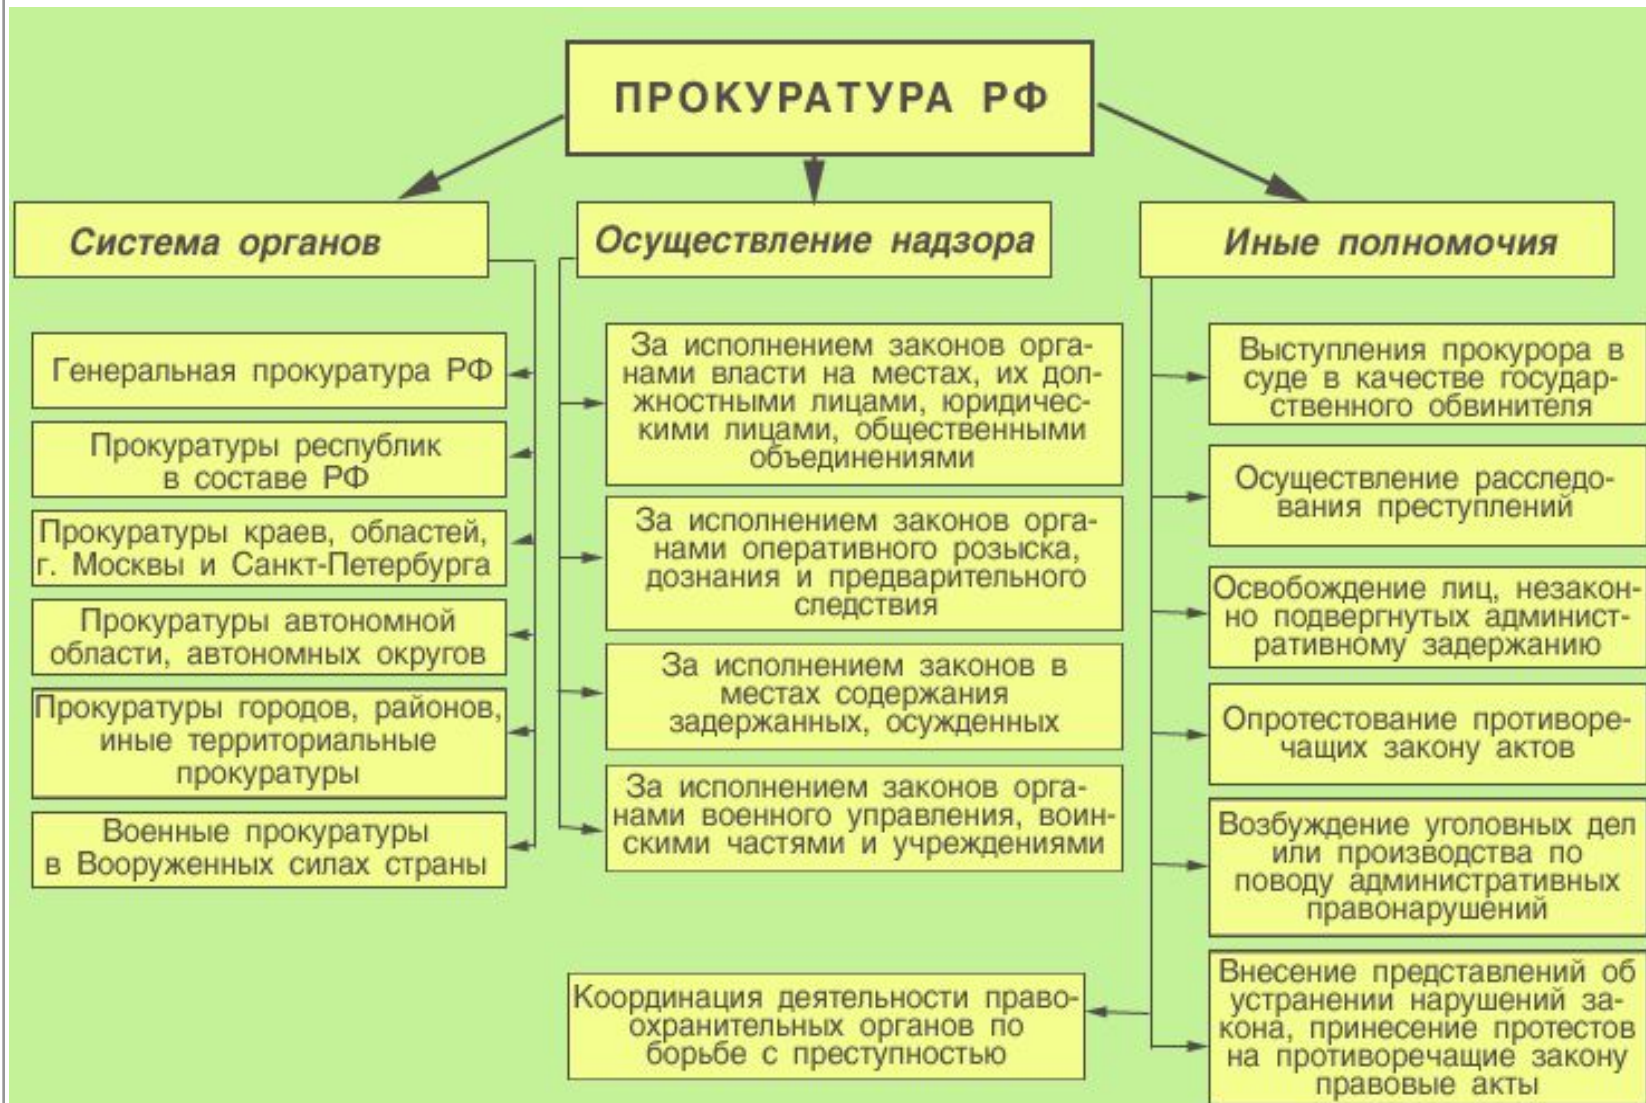 ПРОКУРАТУРА РФ
Система органов
Генеральная прокуратура РФ
Прокуратуры республик
в составе РФ
Прокуратуры краев, областей,
г. Москвы и Санкт-Петербурга
Прокуратуры автономной
области, автономных округов
Прокуратуры городов, районов,
иные территориальные
прокуратуры
Военные прокуратуры
в Вооруженных силах страны
Осуществление надзора
За исполнением законов орга-
нами власти на местах, их дол-
жностными лицами, юридичес-
кими лицами, общественными
объединениями
За исполнением законов орга-
нами оперативного розыска,
дознания и предварительного
следствия
За исполнением законов в
местах содержания
задержанных, осужденных
За исполнением законов орга-
нами военного управления, воин-
скими частями и учреждениями
Иные полномочия
Выступления прокурора в
суде в качестве государ-
ственного обвинителя
Осуществление расследо-
вания преступлений
Освобождение лиц, незакон-
но подвергнутых админист-
ративному задержанию
Опротестование противоре-
чащих закону актов
Возбуждение уголовных дел
или производства по
поводу административных
правонарушений
Внесение представлений об
устранении нарушений за-
кона, принесение протестов
на противоречащие закону
правовые акты
Координация деятельности право-
охранительных органов по
борьбе с преступностью